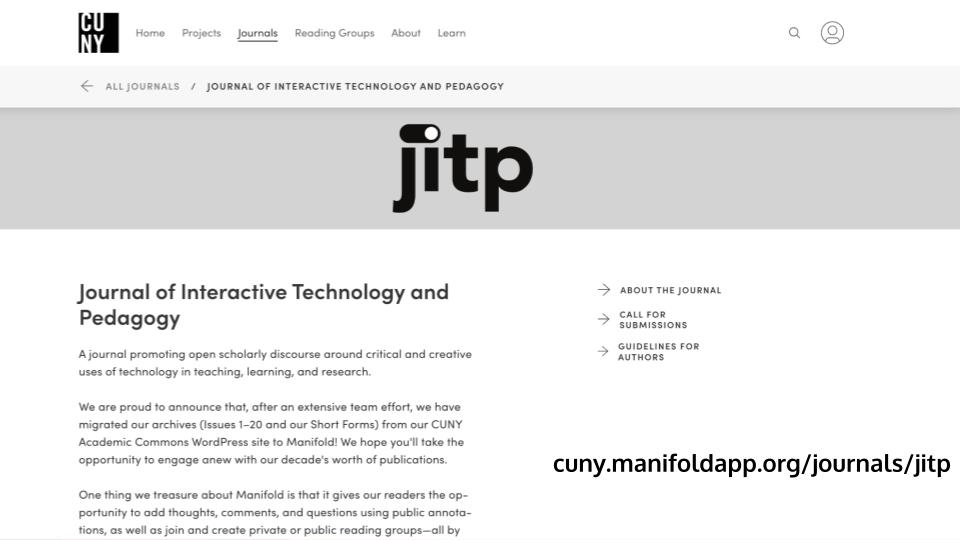 CU
NY
Home Projects Journals Reading Groups About Learn
ALL JOURNALS / JOURNAL OF INTERACTIVE TECHNOLOGY AND PEDAGOGY
jitp
Journal of Interactive Technology and
Pedagogy
A journal promoting open scholarly discourse around critical and creative
uses of technology in teaching, learning, and research.
We are proud to announce that, after an extensive team effort, we have
migrated our archives (Issues 1–20 and our Short Forms) from our CUNY
Academic Commons WordPress site to Manifold! We hope you'll take the
opportunity to engage anew with our decade's worth of publications.
One thing we treasure about Manifold is that it gives our readers the op-
portunity to add thoughts, comments, and questions using public annota-
tions, as well as join and create private or public reading groups—all by
ABOUT THE JOURNAL
CALL FOR
SUBMISSIONS
GUIDELINES FOR
AUTHORS
cuny.manifoldapp.org/journals/jitp